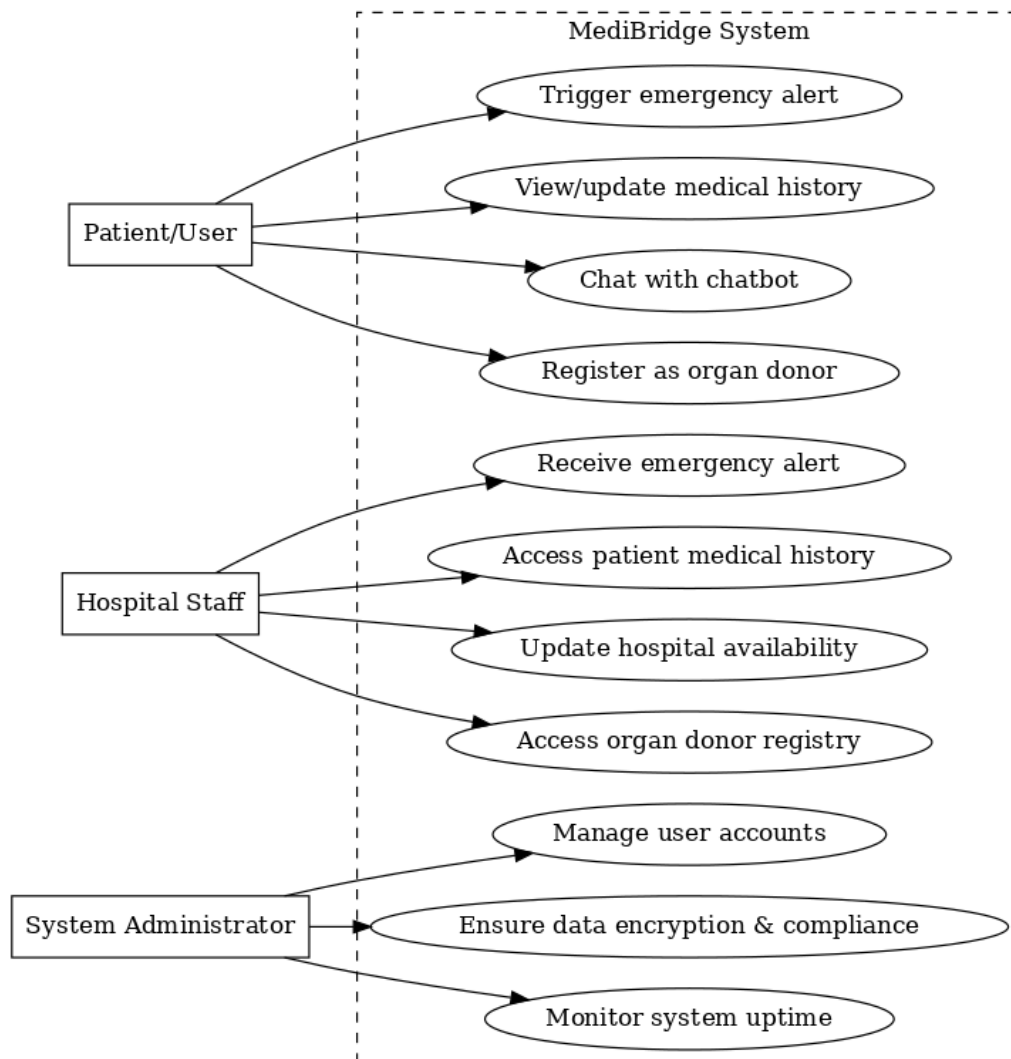 MediBridge System
Trigger emergency alert
View/update medical history
Patient/User
Chat with chatbot
Register as organ donor
Receive emergency alert
Access patient medical history
Hospital Staff
Update hospital availability
Access organ donor registry
Manage user accounts
System Administrator
Ensure data encryption & compliance
Monitor system uptime